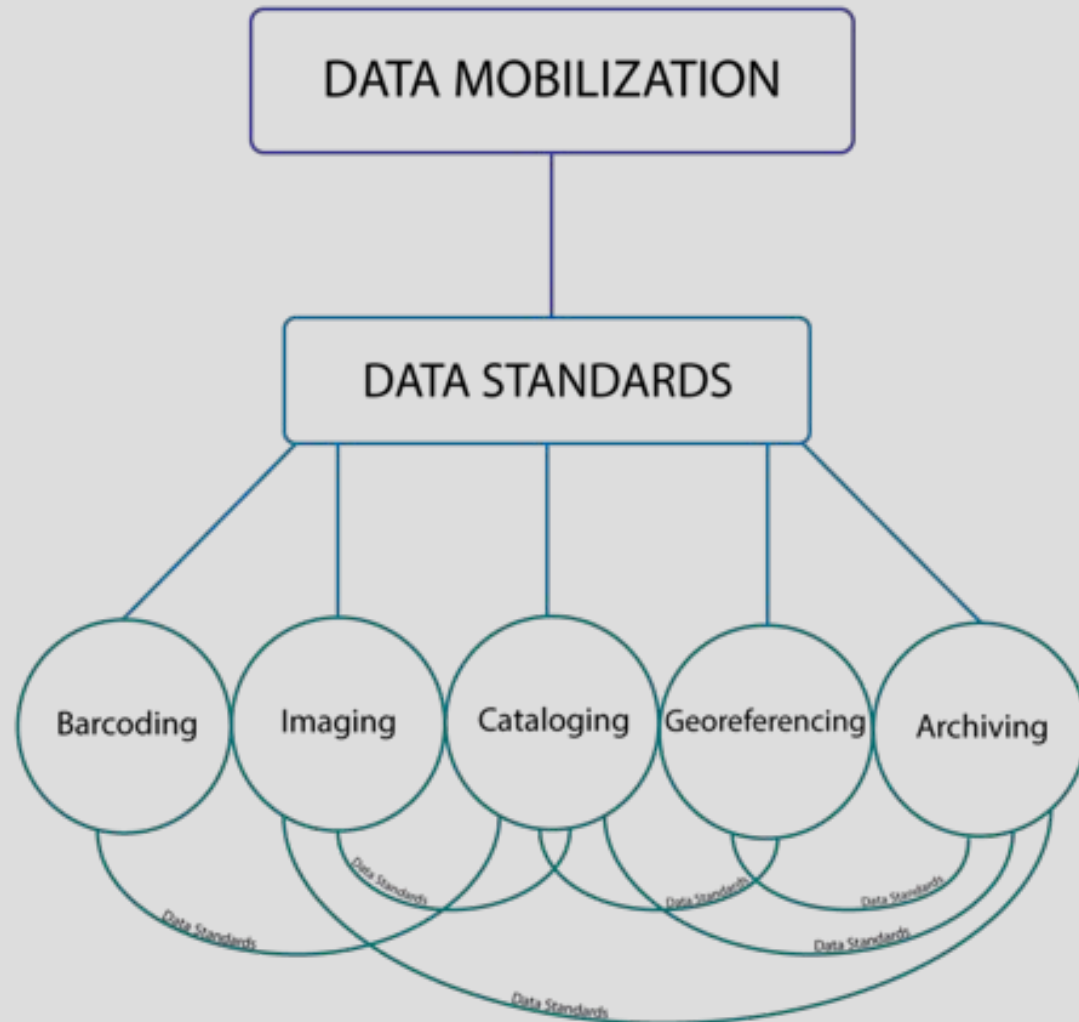 DATA MOBILIZATION
DATA STANDARDS
Barcoding
Imaging
Cataloging
Georeferencing
Archiving
Data Standards
Data Standards
Data Standards
Data Standards
Data Standards
Data Standards